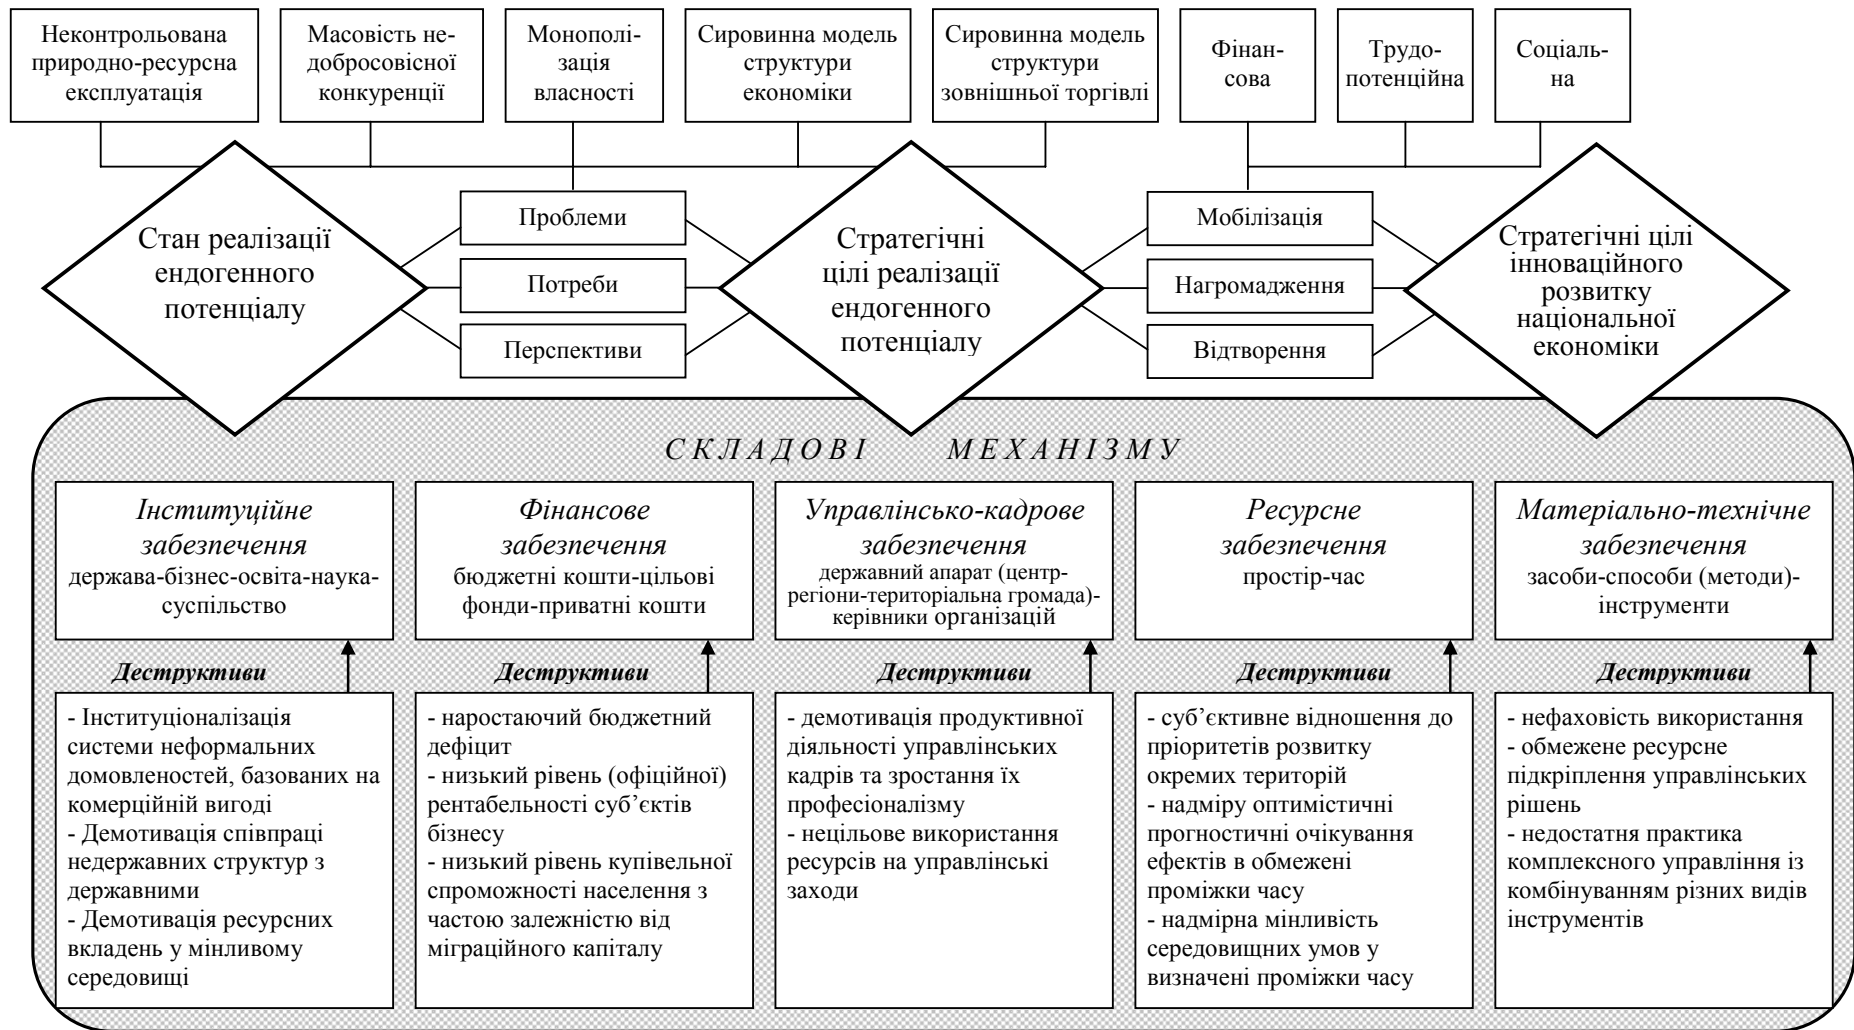 Неконтрольована
природно-ресурсна
експлуатація
Масовість не-
добросовісної
конкуренції
Монополі-
зація
власності
Сировинна модель
структури
економіки
Сировинна модель
структури
зовнішньої торгівлі
Фінан-
сова
Трудо-
потенційна
Соціаль-
на
Стан реалізації
ендогенного
потенціалу
Проблеми
Потреби
Перспективи
Стратегічні
цілі реалізації
ендогенного
потенціалу
Мобілізація
Нагромадження
Відтворення
Стратегічні цілі
інноваційного
розвитку
національної
економіки
СКЛАДОВІ МЕХАНІЗМУ
Інституційне
забезпечення
держава-бізнес-освіта-наука-
суспільство
Фінансове
забезпечення
бюджетні кошти-цільові
фонди-приватні кошти
Управлінсько-кадрове
забезпечення
державний апарат (центр-
регіони-територіальна громада)-
керівники організацій
Ресурсне
забезпечення
простір-час
Матеріально-технічне
забезпечення
засоби-способи (методи)-
інструменти
Деструктиви
Деструктиви
Деструктиви
Деструктиви
Деструктиви
- Інституціоналізація
системи неформальних
домовленостей, базованих на
комерційній вигоді
- Демотивація співпраці
недержавних структур з
державними
- Демотивація ресурсних
вкладень у мінливому
середовищі
- наростаючий бюджетний
дефіцит
- низький рівень (офіційної)
рентабельності суб’єктів
бізнесу
- низький рівень купівельної
спроможності населення з
частою залежністю від
міграційного капіталу
- демотивація продуктивної
діяльності управлінських
кадрів та зростання їх
професіоналізму
- нецільове використання
ресурсів на управлінські
заходи
- суб’єктивне відношення до
пріоритетів розвитку
окремих територій
- надміру оптимістичні
прогностичні очікування
ефектів в обмежені
проміжки часу
- надмірна мінливість
середовищних умов у
визначені проміжки часу
- нефаховість використання
- обмежене ресурсне
підкріплення управлінських
рішень
- недостатня практика
комплексного управління із
комбінуванням різних видів
інструментів